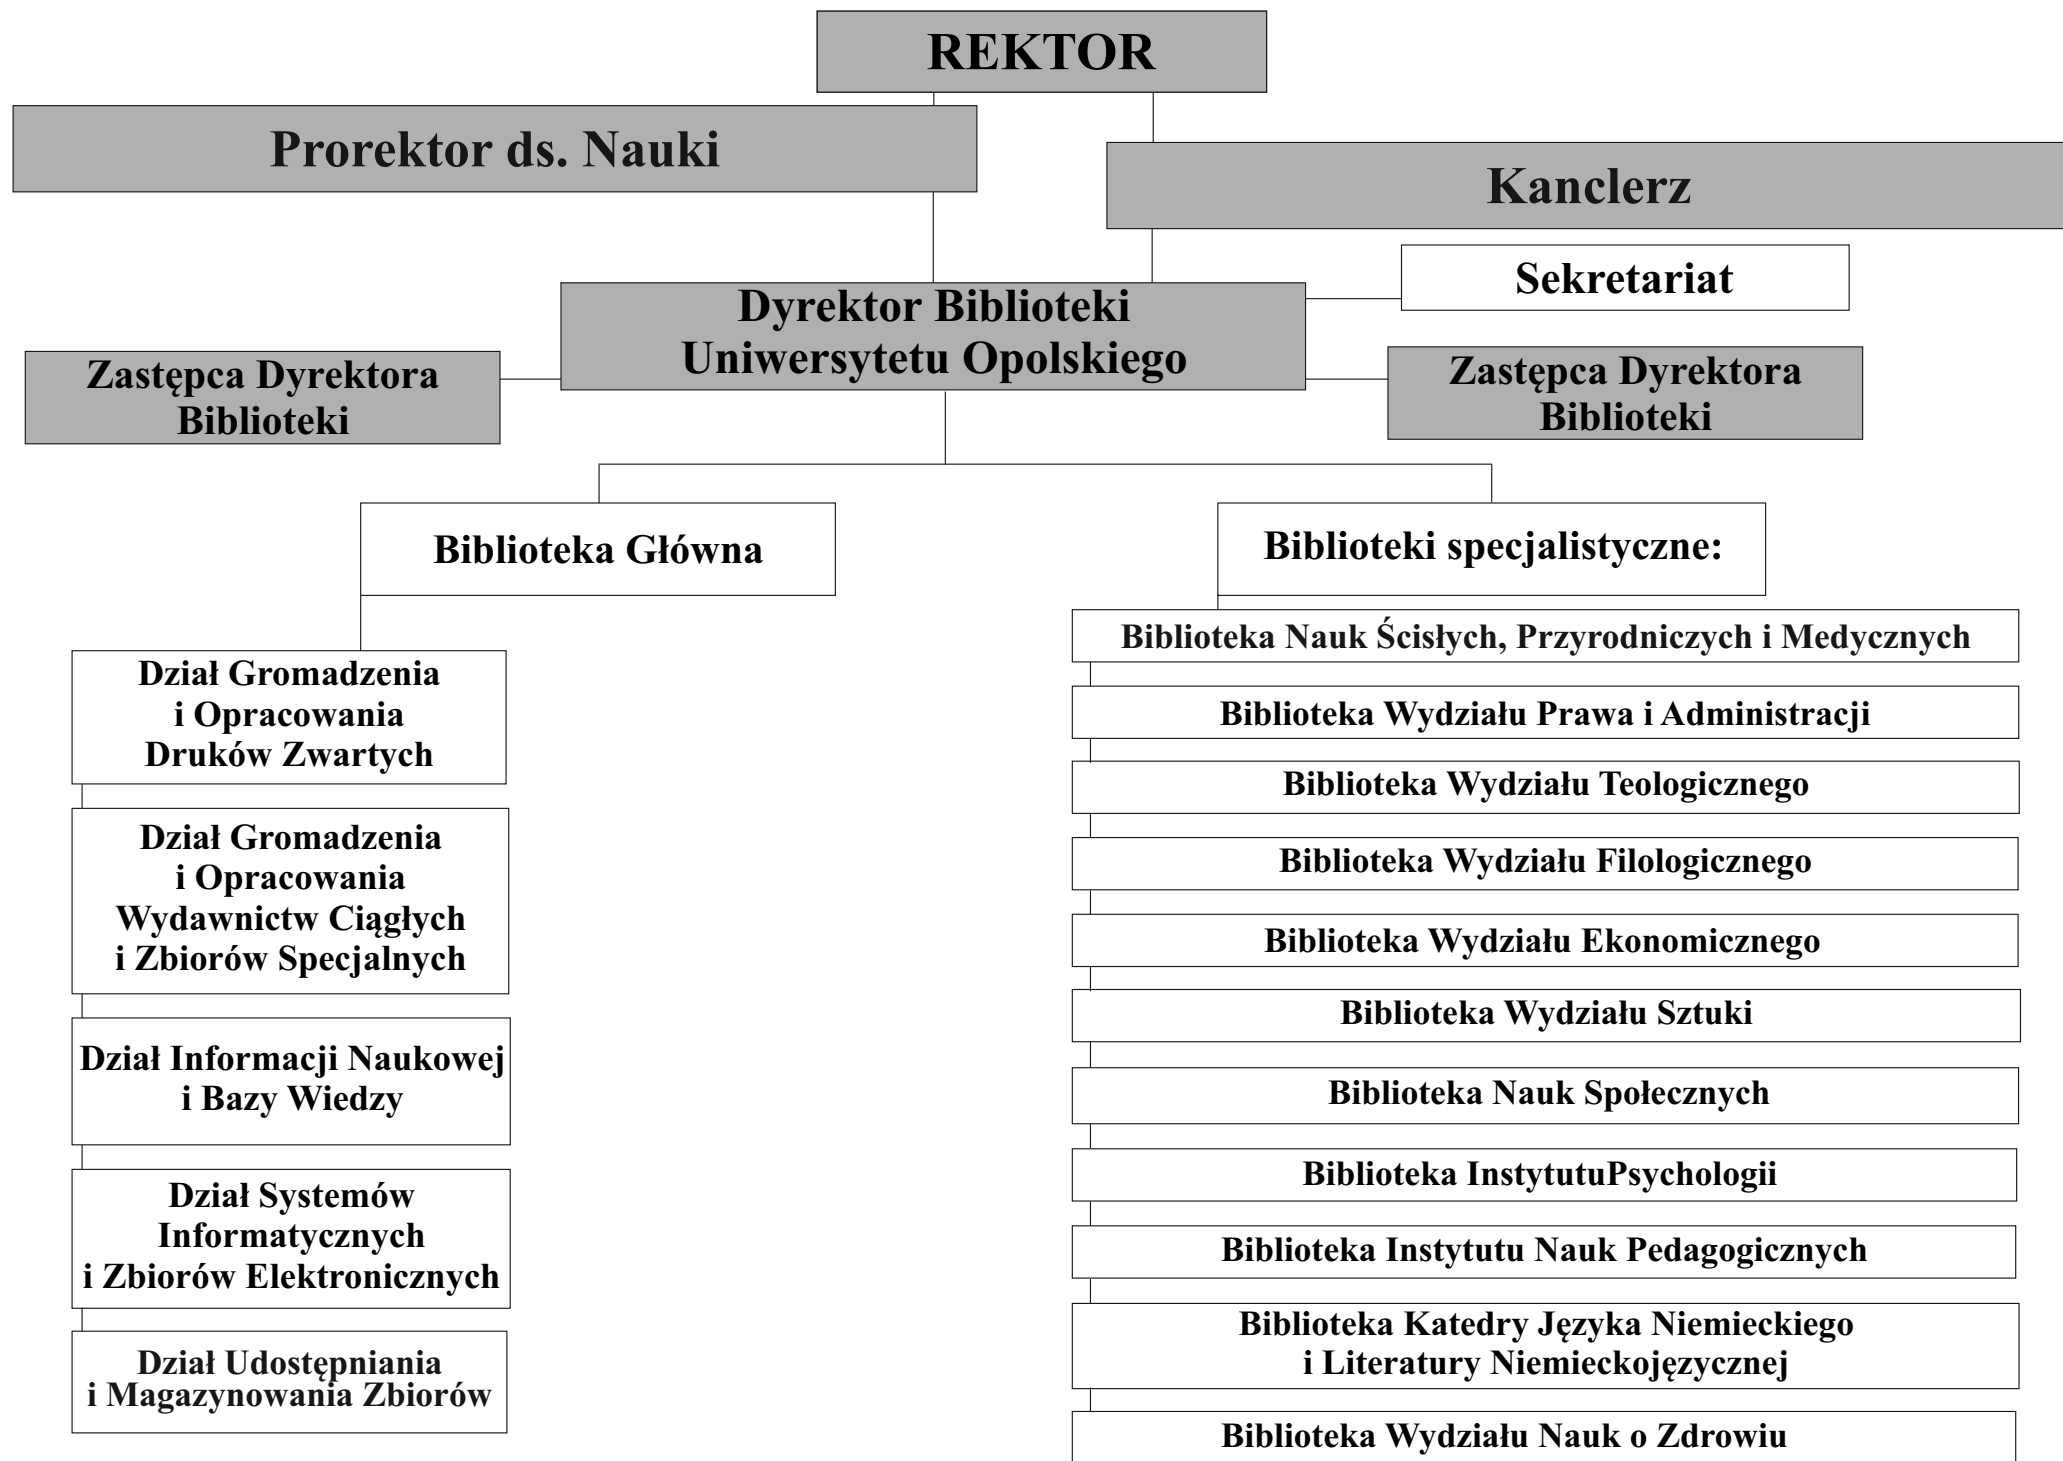 REKTOR
Prorektor ds. Nauki
Kanclerz
Sekretariat
Dyrektor Biblioteki
Uniwersytetu Opolskiego
Zastępca Dyrektora
Biblioteki
Zastępca Dyrektora
Biblioteki
Biblioteka Główna
Dział Gromadzenia
i Opracowania
Druków Zwartych
Dział Gromadzenia
i Opracowania
Wydawnictw Ciągłych
i Zbiorów Specjalnych
Dział Informacji Naukowej
i Bazy Wiedzy
Dział Systemów
Informatycznych
i Zbiorów Elektronicznych
Dział Udostępniania
i Magazynowania Zbiorów
Biblioteki specjalistyczne:
Biblioteka Nauk Ścisłych, Przyrodniczych i Medycznych
Biblioteka Wydziału Prawa i Administracji
Biblioteka Wydziału Teologicznego
Biblioteka Wydziału Filologicznego
Biblioteka Wydziału Ekonomicznego
Biblioteka Wydziału Sztuki
Biblioteka Nauk Społecznych
Biblioteka InstytutuPsychologii
Biblioteka Instytutu Nauk Pedagogicznych
Biblioteka Katedry Języka Niemieckiego
i Literatury Niemieckojęzycznej
Biblioteka Wydziału Nauk o Zdrowiu